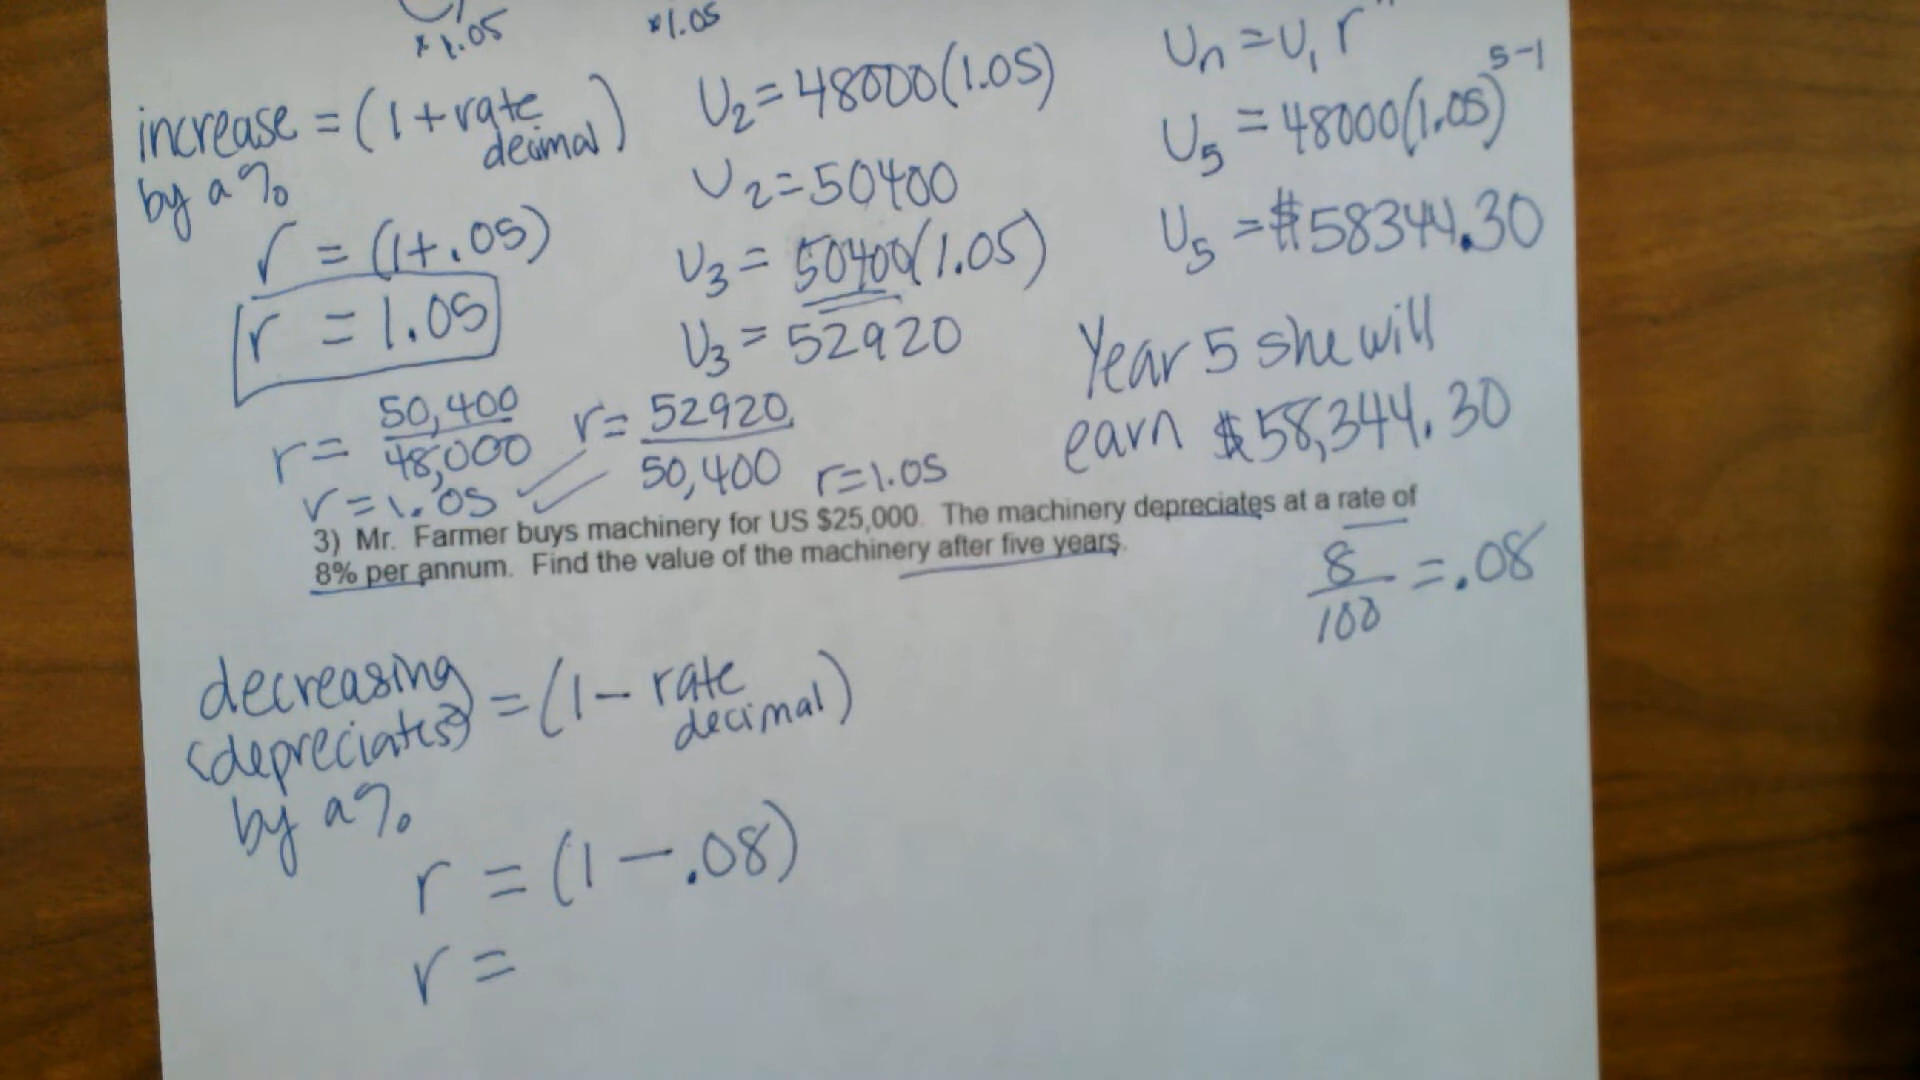 *1.05
*1.05
increase = (1 + rate decimal)
by a %
r = (1+.05)
r = 1.05
r = 50,400 / 48,000
r = 1.05
U2 = 48000(1.05)
U2 = 50400
U3 = 50400(1.05)
U3 = 52920
r = 52920 / 50,400
r=1.05
Un = U1 r
U5 = 48000(1.05)^5-1
U5 = $58344.30
Year 5 she will
earn $58,344.30
3) Mr. Farmer buys machinery for US $25,000. The machinery depreciates at a rate of
8% per annum. Find the value of the machinery after five years.
8/100 = .08
decreasing
(depreciates) = (1 - rate decimal)
by a %
r = (1 - .08)
r =